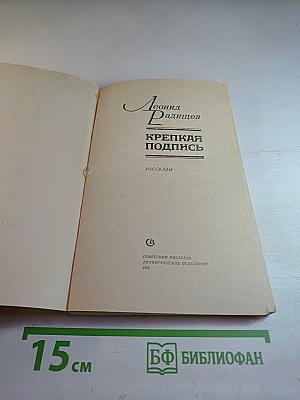 Леонид
Радищев
КРЕПКАЯ
ПОДПИСЬ
РАССКАЗЫ
СОВЕТСКИЙ ПИСАТЕЛЬ
ЛЕНИНГРАДСКОЕ ОТДЕЛЕНИЕ
15 см
БФ БИБЛИОФАН